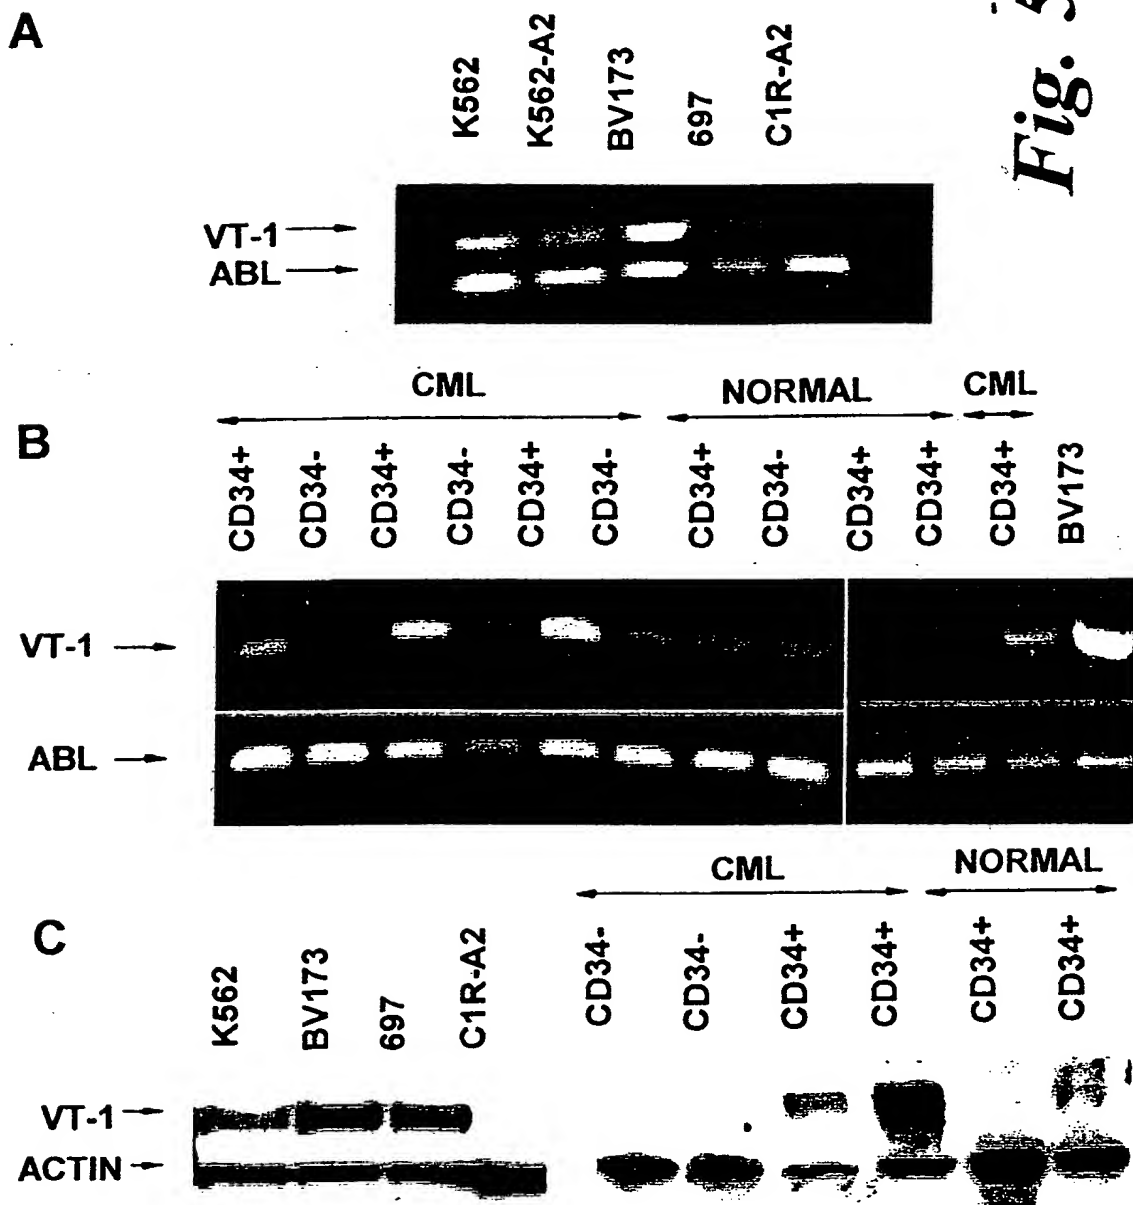 Fig. 5
A
K562
K562-A2
BV173
697
C1R-A2
VT-1
ABL
CML
NORMAL
CML
B
CD34+
CD34-
CD34+
CD34-
CD34+
CD34-
CD34+
CD34-
CD34+
CD34+
CD34+
BV173
VT-1
ABL
CML
NORMAL
C
K562
BV173
697
C1R-A2
CD34-
CD34-
CD34+
CD34+
CD34+
CD34+
VT-1
ACTIN